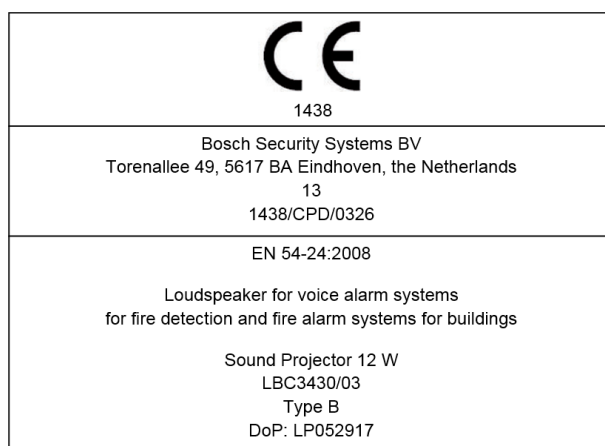 CE
1438
Bosch Security Systems BV
Torenallee 49, 5617 BA Eindhoven, the Netherlands
13
1438/CPD/0326
EN 54-24:2008
Loudspeaker for voice alarm systems
for fire detection and fire alarm systems for buildings
Sound Projector 12 W
LBC3430/03
Type B
DoP: LP052917